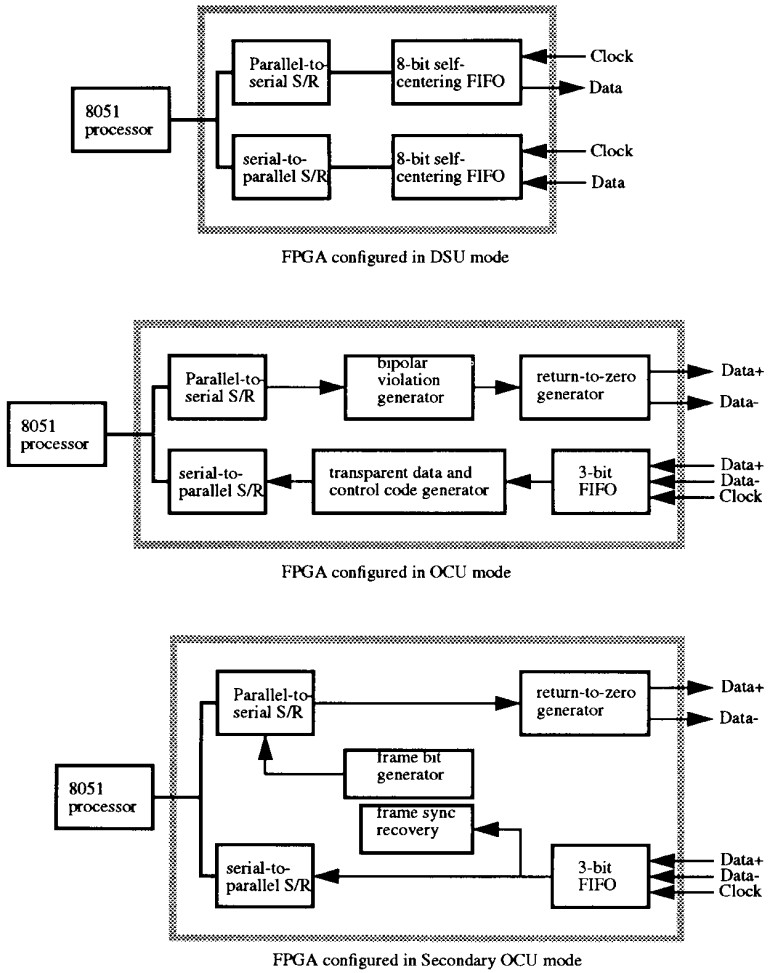 8051
processor
Parallel-to-
serial S/R
8-bit self-
centering FIFO
Clock
Data
serial-to-
parallel S/R
8-bit self-
centering FIFO
Clock
Data
FPGA configured in DSU mode
8051
processor
Parallel-to-
serial S/R
bipolar
violation
generator
return-to-zero
generator
Data+
Data-
serial-to-
parallel S/R
transparent data and
control code generator
3-bit
FIFO
Data+
Data-
Clock
FPGA configured in OCU mode
8051
processor
Parallel-to-
serial S/R
return-to-zero
generator
Data+
Data-
frame bit
generator
frame sync
recovery
serial-to-
parallel S/R
3-bit
FIFO
Data+
Data-
Clock
FPGA configured in Secondary OCU mode